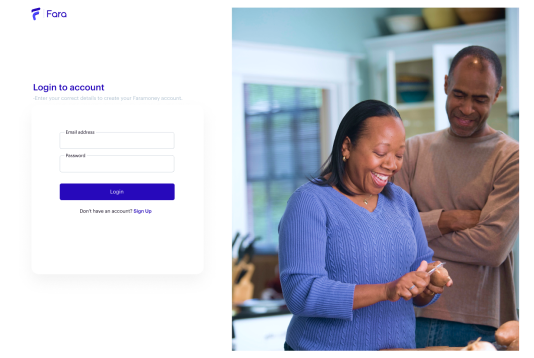 Fara
Login to account
Enter your correct details to create your Faramoney account.
Email address
Password
Login
Don't have an account? Sign Up